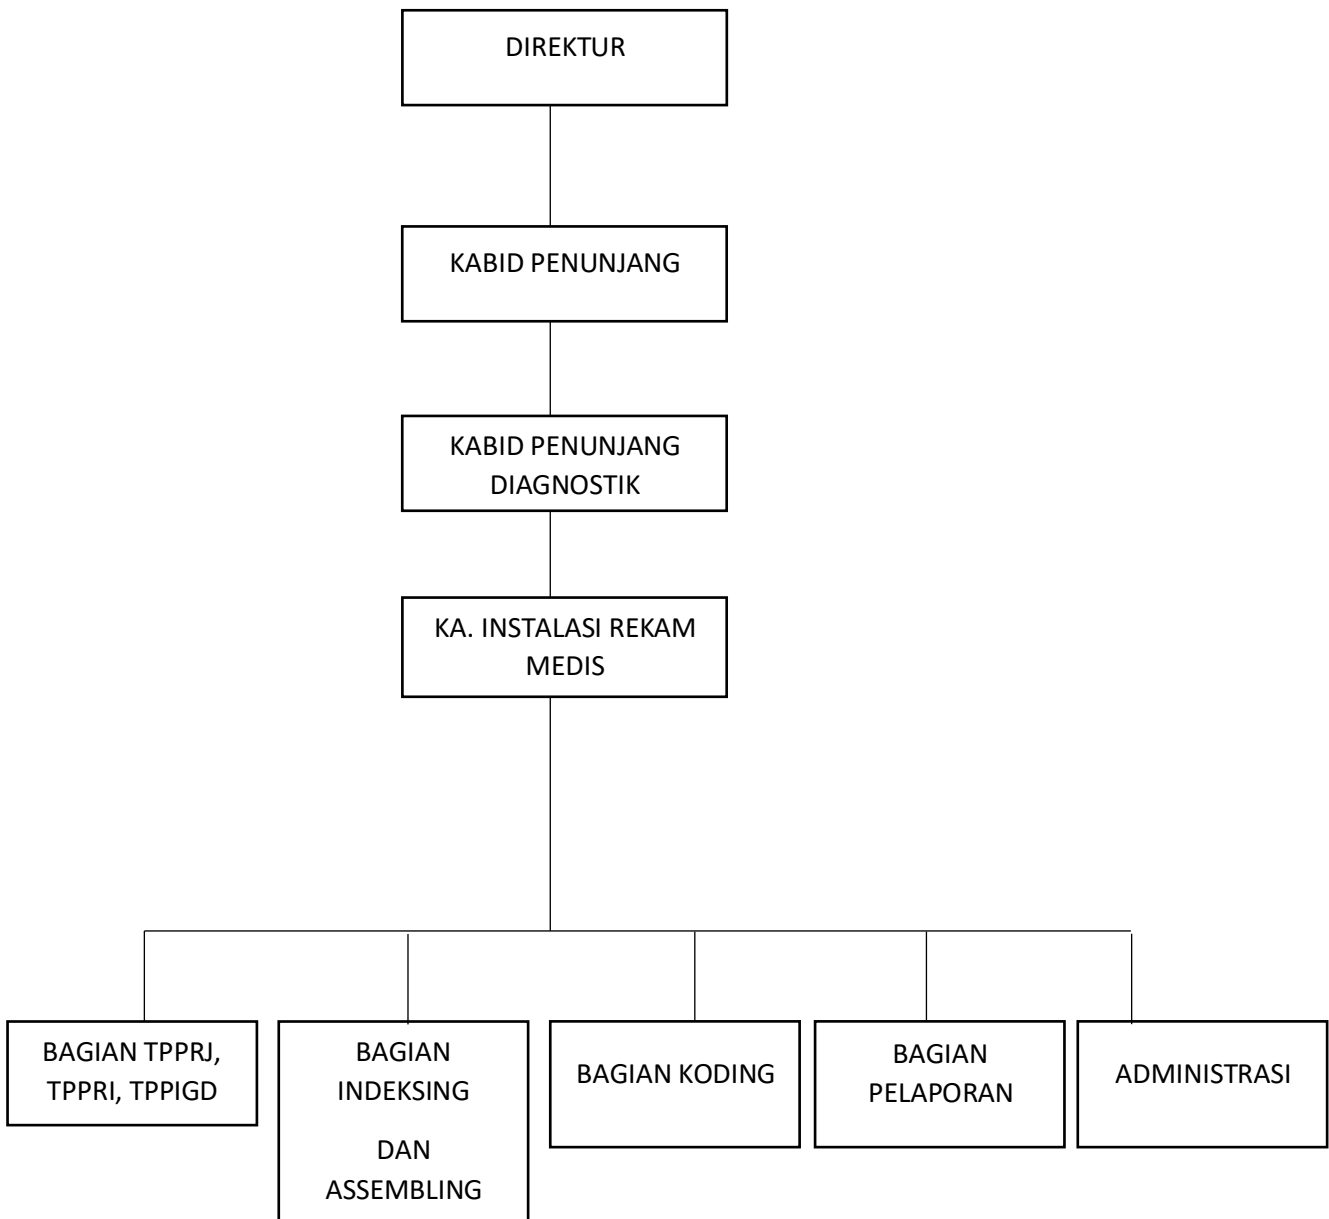 DIREKTUR
KABID PENUNJANG
KABID PENUNJANG
DIAGNOSTIK
KA. INSTALASI REKAM
MEDIS
BAGIAN TPPRJ,
TPPRI, TPPIGD
BAGIAN
INDEKSING
DAN
ASSEMBLING
BAGIAN KODING
BAGIAN
PELAPORAN
ADMINISTRASI